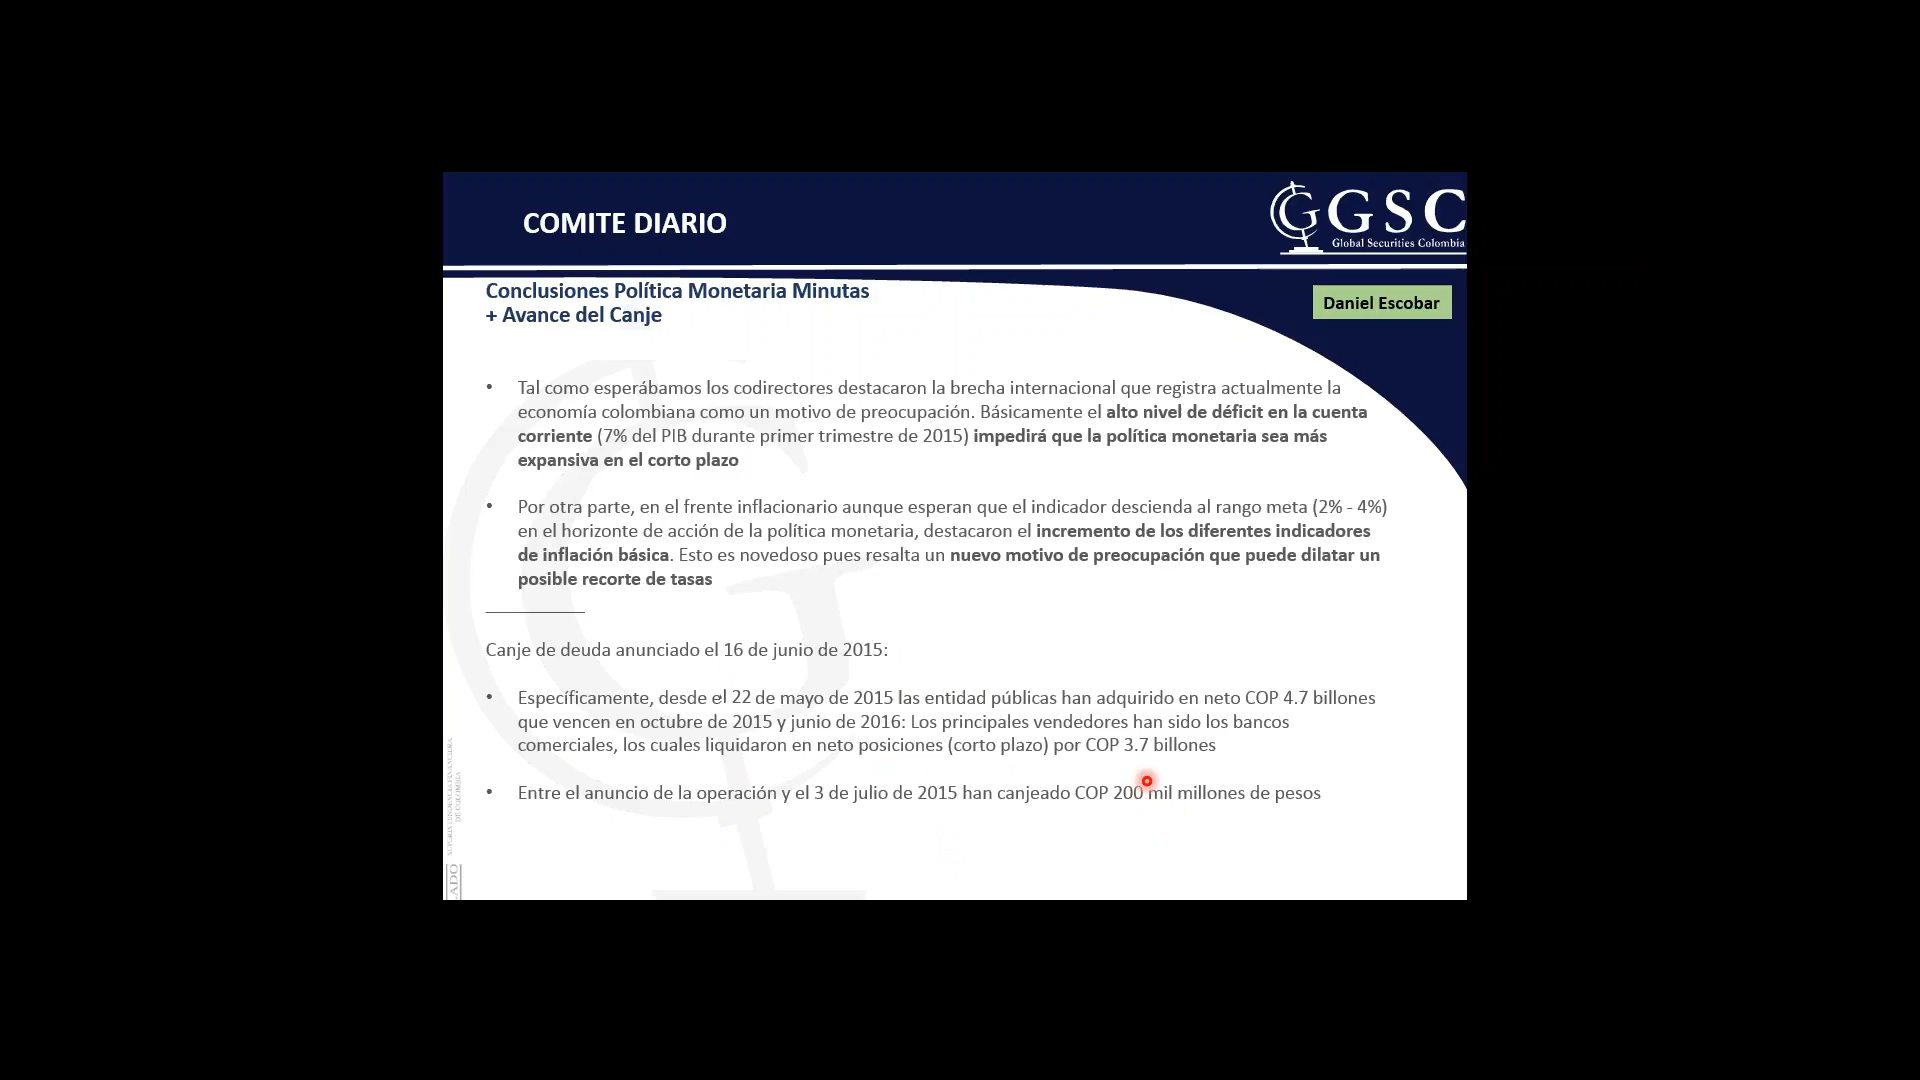 COMITE DIARIO
GSC
Global Securities Colombia
Conclusiones Política Monetaria Minutas
+ Avance del Canje
Daniel Escobar
• Tal como esperábamos los codirectores destacaron la brecha internacional que registra actualmente la
economía colombiana como un motivo de preocupación. Básicamente el alto nivel de déficit en la cuenta
corriente (7% del PIB durante primer trimestre de 2015) impedirá que la política monetaria sea más
expansiva en el corto plazo
• Por otra parte, en el frente inflacionario aunque esperan que el indicador descienda al rango meta (2% - 4%)
en el horizonte de acción de la política monetaria, destacaron el incremento de los diferentes indicadores
de inflación básica. Esto es novedoso pues resalta un nuevo motivo de preocupación que puede dilatar un
posible recorte de tasas
Canje de deuda anunciado el 16 de junio de 2015:
• Específicamente, desde el 22 de mayo de 2015 las entidad públicas han adquirido en neto COP 4.7 billones
que vencen en octubre de 2015 y junio de 2016: Los principales vendedores han sido los bancos
comerciales, los cuales liquidaron en neto posiciones (corto plazo) por COP 3.7 billones
• Entre el anuncio de la operación y el 3 de julio de 2015 han canjeado COP 200 mil millones de pesos
DE COLOMBIA
ADO